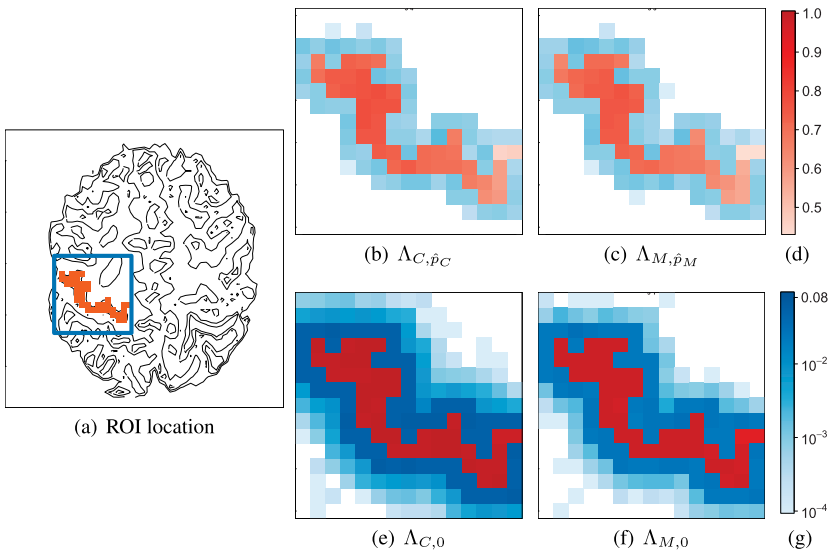 1.0
0.9
0.8
0.7
0.6
0.5
(a) ROI location
(b) Λ_{C,p̂_C}
(c) Λ_{M,p̂_M}
(d)
0.08
10⁻²
10⁻³
10⁻⁴
(e) Λ_{C,0}
(f) Λ_{M,0}
(g)